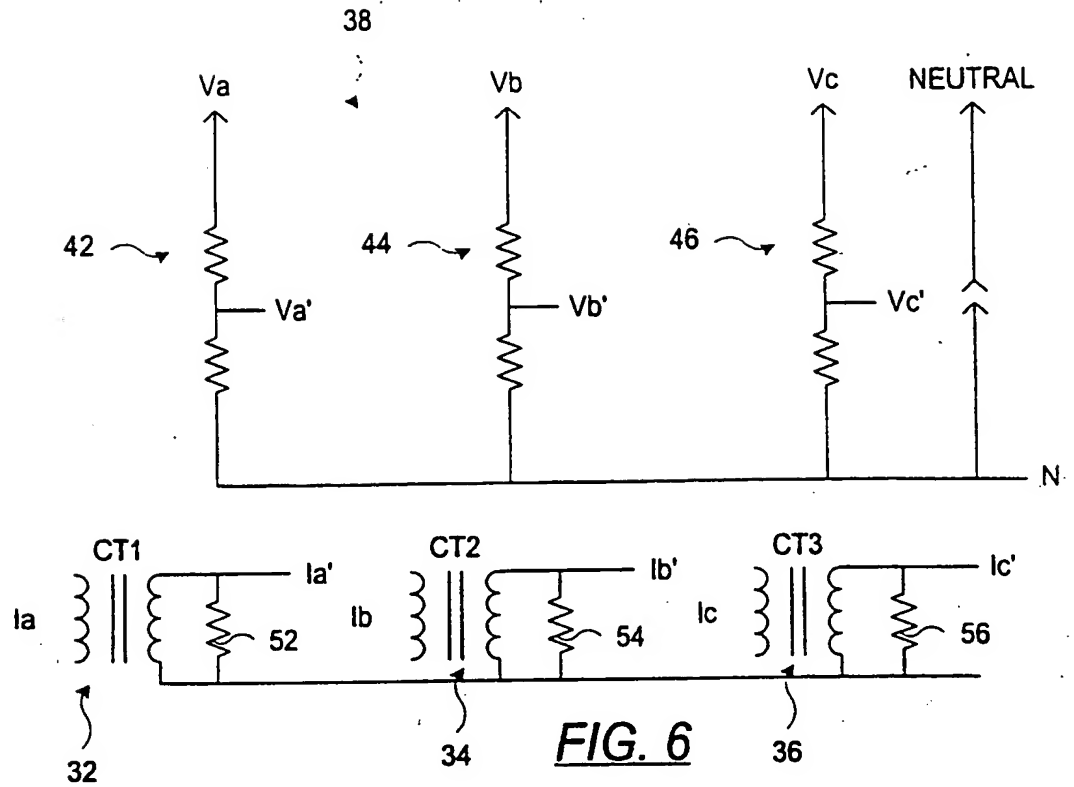 38
Va Vb Vc NEUTRAL
42 44 46
Va' Vb' Vc'
N
CT1 CT2 CT3
Ia' Ib' Ic'
Ia Ib Ic
52 54 56
32 34 36
FIG. 6